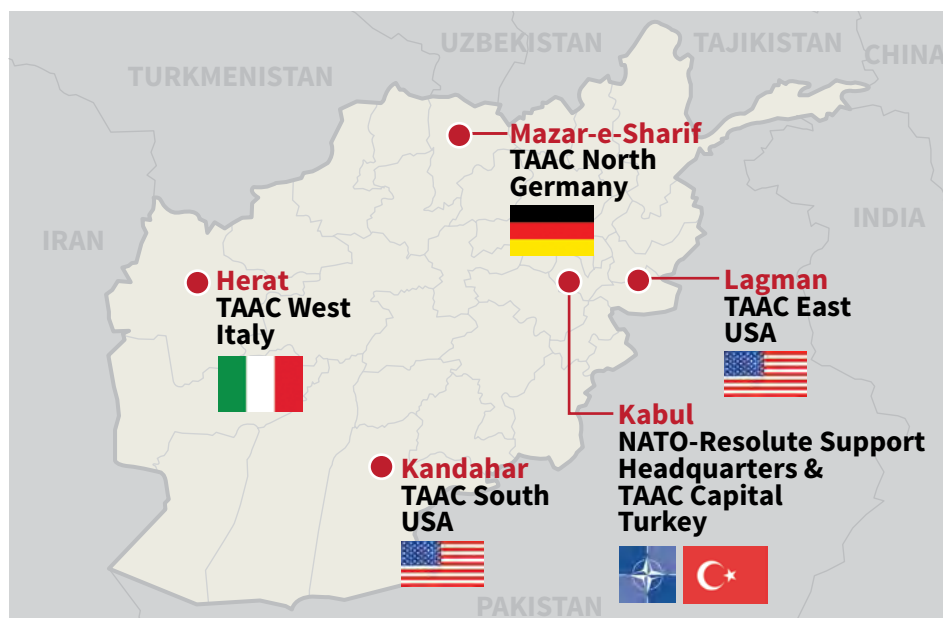 UZBEKISTAN
TAJIKISTAN
CHINA
TURKMENISTAN
Mazar-e-Sharif
TAAC North
Germany
INDIA
IRAN
Herat
TAAC West
Italy
Lagman
TAAC East
USA
Kabul
NATO-Resolute Support
Headquarters &
TAAC Capital
Turkey
Kandahar
TAAC South
USA
PAKISTAN